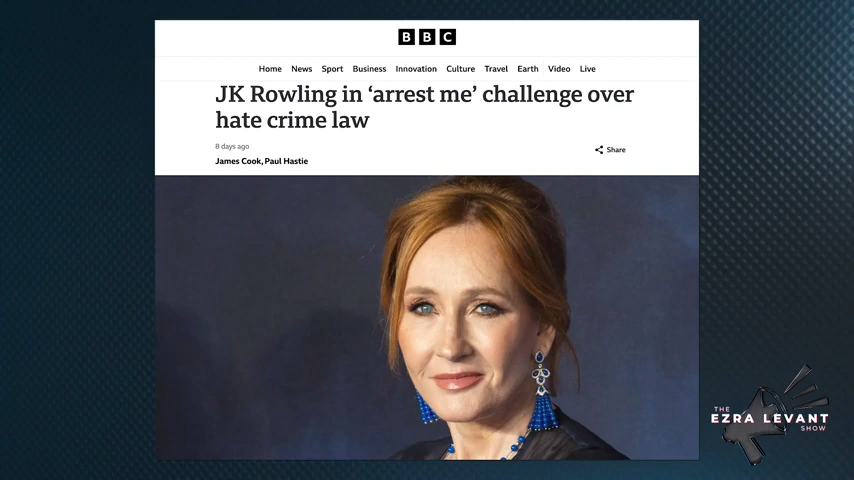 BBC
Home News Sport Business Innovation Culture Travel Earth Video Live
JK Rowling in ‘arrest me’ challenge over
hate crime law
8 days ago
Share
James Cook, Paul Hastie
THE
EZRA LEVANT
SHOW